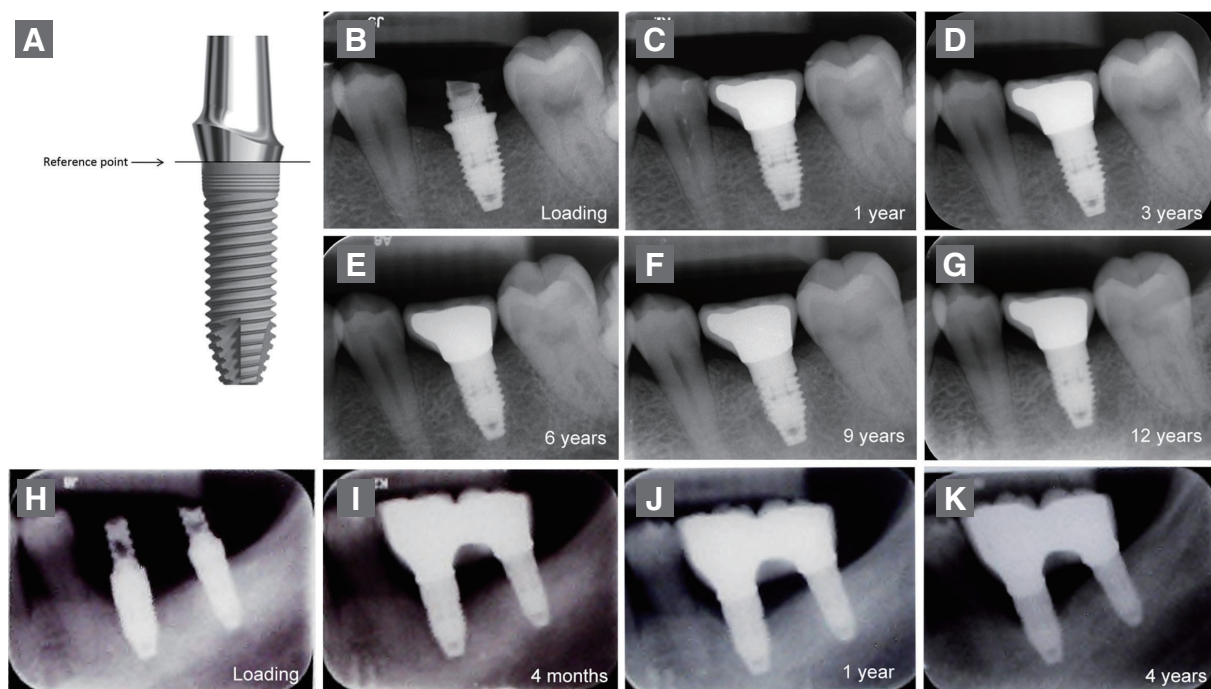 A
Reference point
B
Loading
C
1 year
D
3 years
E
6 years
F
9 years
G
12 years
H
Loading
I
4 months
J
1 year
K
4 years